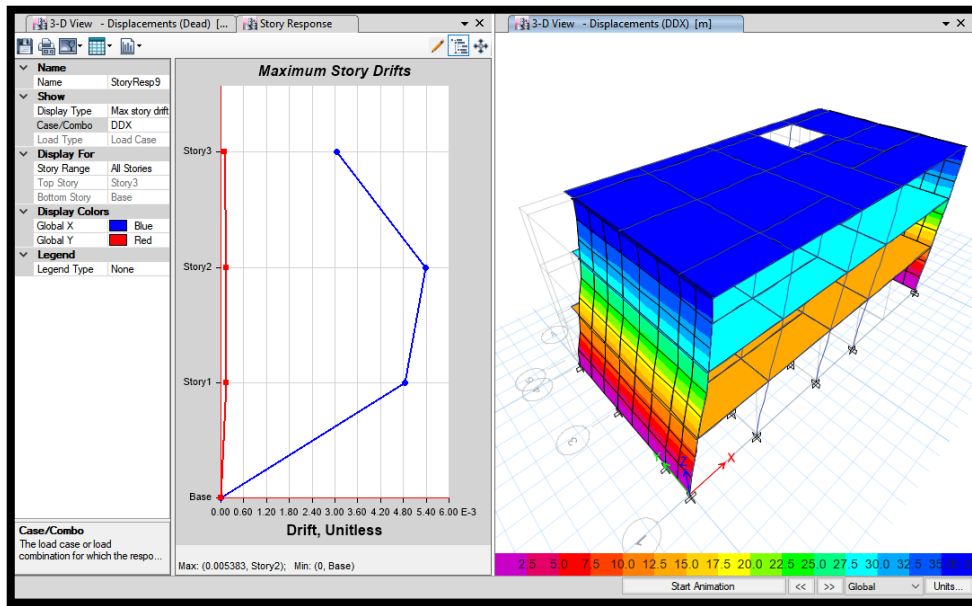 3-D View - Displacements (Dead) [...
Story Response
3-D View - Displacements (DDX) [m]
Name
Name StoryResp9
Show
Display Type Max story drift
Case/Combo DDX
Load Type Load Case
Display For
Story Range All Stories
Top Story Story3
Bottom Story Base
Display Colors
Global X Blue
Global Y Red
Legend
Legend Type None
Case/Combo
The load case or load
combination for which the respo...
Maximum Story Drifts
Story3
Story2
Story1
Base
0.00 0.60 1.20 1.80 2.40 3.00 3.60 4.20 4.80 5.40 6.00 E-3
Drift, Unitless
Max: (0.005383, Story2); Min: (0, Base)
X
2.5 5.0 7.5 10.0 12.5 15.0 17.5 20.0 22.5 25.0 27.5 30.0 32.5 35.0
Start Animation << >> Global Units...